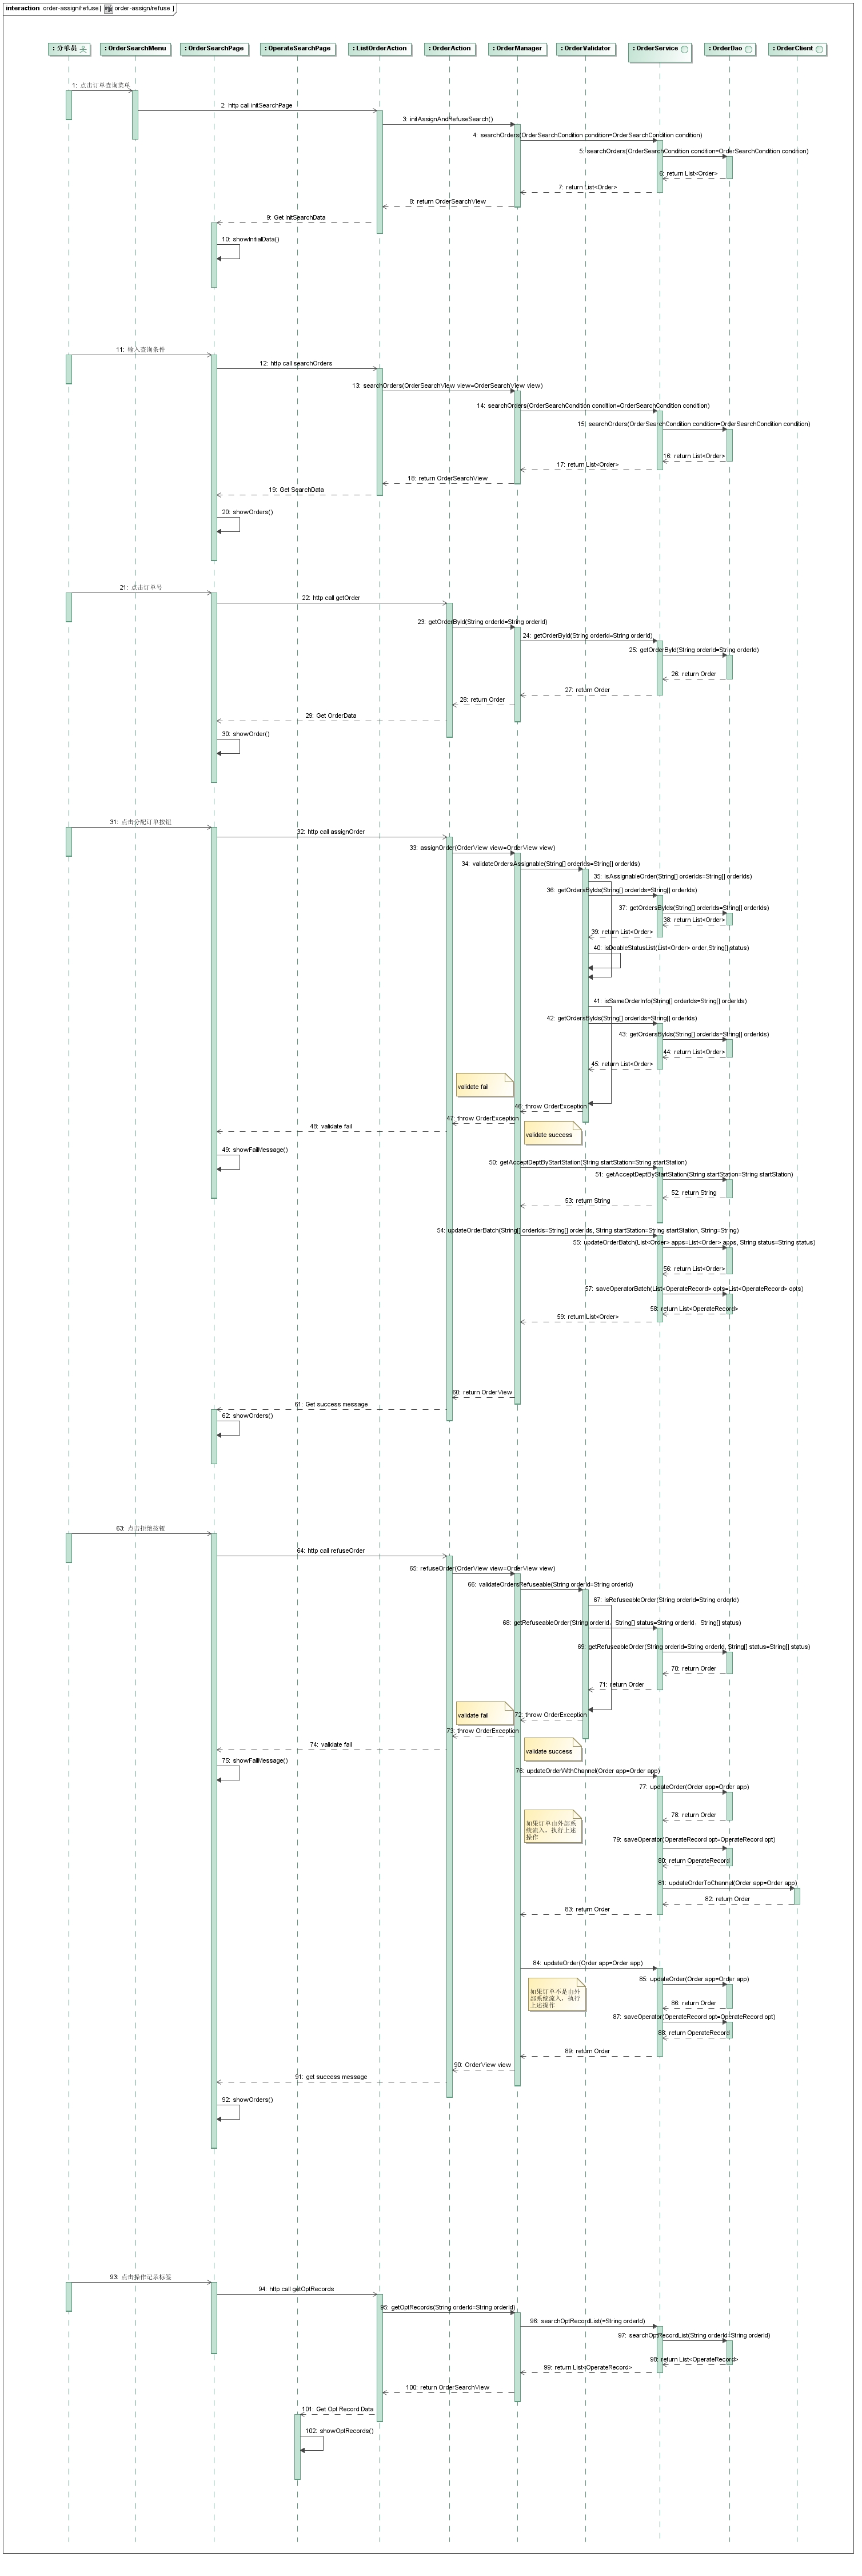 interaction order-assign/refuse [ order-assign/refuse ]
: 分单员
: OrderSearchMenu
: OrderSearchPage
: OperateSearchPage
: ListOrderAction
: OrderAction
: OrderManager
: OrderValidator
: OrderService
: OrderDao
: OrderClient
1: 点击订单查询菜单
2: http call initSearchPage
3: initAssignAndRefuseSearch()
4: searchOrders(OrderSearchCondition condition=OrderSearchCondition condition)
5: searchOrders(OrderSearchCondition condition=OrderSearchCondition condition)
6: return List<Order>
7: return List<Order>
8: return OrderSearchView
9: Get InitSearchData
10: showInitialData()
11: 输入查询条件
12: http call searchOrders
13: searchOrders(OrderSearchView view=OrderSearchView view)
14: searchOrders(OrderSearchCondition condition=OrderSearchCondition condition)
15: searchOrders(OrderSearchCondition condition=OrderSearchCondition condition)
16: return List<Order>
17: return List<Order>
18: return OrderSearchView
19: Get SearchData
20: showOrders()
21: 点击订单号
22: http call getOrder
23: getOrderById(String orderId=String orderId)
24: getOrderById(String orderId=String orderId)
25: getOrderById(String orderId=String orderId)
26: return Order
27: return Order
28: return Order
29: Get OrderData
30: showOrder()
31: 点击分配订单按钮
32: http call assignOrder
33: assignOrder(OrderView view=OrderView view)
34: validateOrdersAssignable(String[] orderIds=String[] orderIds)
35: isAssignableOrder(String[] orderIds=String[] orderIds)
36: getOrdersByIds(String[] orderIds=String[] orderIds)
37: getOrdersByIds(String[] orderIds=String[] orderIds)
38: return List<Order>
39: return List<Order>
40: isDoableStatusList(List<Order> order,String[] status)
41: isSameOrderInfo(String[] orderIds=String[] orderIds)
42: getOrdersByIds(String[] orderIds=String[] orderIds)
43: getOrdersByIds(String[] orderIds=String[] orderIds)
44: return List<Order>
45: return List<Order>
validate fail
46: throw OrderException
47: throw OrderException
48: validate fail
validate success
49: showFailMessage()
50: getAcceptDeptByStartStation(String startStation=String startStation)
51: getAcceptDeptByStartStation(String startStation=String startStation)
52: return String
53: return String
54: updateOrderBatch(String[] orderIds=String[] orderIds, String startStation=String startStation, String=String)
55: updateOrderBatch(List<Order> apps=List<Order> apps, String status=String status)
56: return List<Order>
57: saveOperatorBatch(List<OperateRecord> opts=List<OperateRecord> opts)
58: return List<OperateRecord>
59: return List<Order>
60: return OrderView
61: Get success message
62: showOrders()
63: 点击拒绝按钮
64: http call refuseOrder
65: refuseOrder(OrderView view=OrderView view)
66: validateOrdersRefuseable(String orderId=String orderId)
67: isRefuseableOrder(String orderId=String orderId)
68: getRefuseableOrder(String orderId，String[] status=String orderId，String[] status)
69: getRefuseableOrder(String orderId=String orderId, String[] status=String[] status)
70: return Order
71: return Order
validate fail
72: throw OrderException
73: throw OrderException
74: validate fail
validate success
75: showFailMessage()
76: updateOrderWithChannel(Order app=Order app)
77: updateOrder(Order app=Order app)
78: return Order
如果订单由外部系
统流入，执行上述
操作
79: saveOperator(OperateRecord opt=OperateRecord opt)
80: return OperateRecord
81: updateOrderToChannel(Order app=Order app)
82: return Order
83: return Order
84: updateOrder(Order app=Order app)
85: updateOrder(Order app=Order app)
如果订单不是由外
部系统流入，执行
上述操作
86: return Order
87: saveOperator(OperateRecord opt=OperateRecord opt)
88: return OperateRecord
89: return Order
90: OrderView view
91: get success message
92: showOrders()
93: 点击操作记录标签
94: http call getOptRecords
95: getOptRecords(String orderId=String orderId)
96: searchOptRecordList(=String orderId)
97: searchOptRecordList(String orderId=String orderId)
98: return List<OperateRecord>
99: return List<OperateRecord>
100: return OrderSearchView
101: Get Opt Record Data
102: showOptRecords()